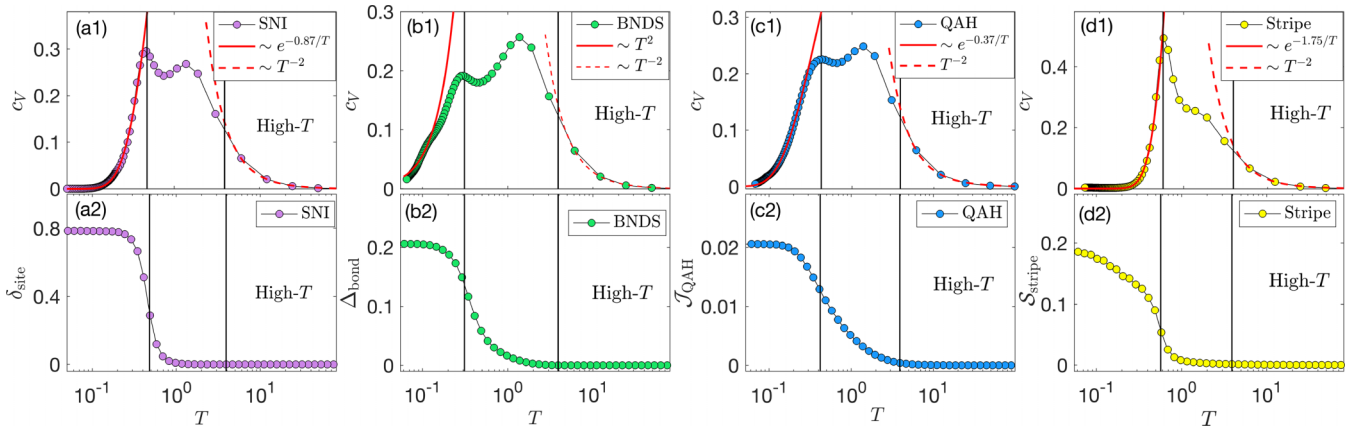 (a1)
SNI
~ e^{-0.87/T}
~ T^{-2}
High-T
c_V
0.3
0.2
0.1
0
(b1)
BNDS
~ T^2
~ T^{-2}
High-T
c_V
0.3
0.2
0.1
0
(c1)
QAH
~ e^{-0.37/T}
T^{-2}
High-T
c_V
0.3
0.2
0.1
0
(d1)
Stripe
~ e^{-1.75/T}
~ T^{-2}
High-T
c_V
0.4
0.2
0
(a2)
SNI
High-T
δ_site
0.8
0.4
0
10^{-1}
10^0
10^1
T
(b2)
BNDS
High-T
Δ_bond
0.2
0.1
0
10^{-1}
10^0
10^1
T
(c2)
QAH
High-T
𝒥_QAH
0.02
0.01
0
10^{-1}
10^0
10^1
T
(d2)
Stripe
High-T
𝒮_stripe
0.2
0.1
0
10^{-1}
10^0
10^1
T